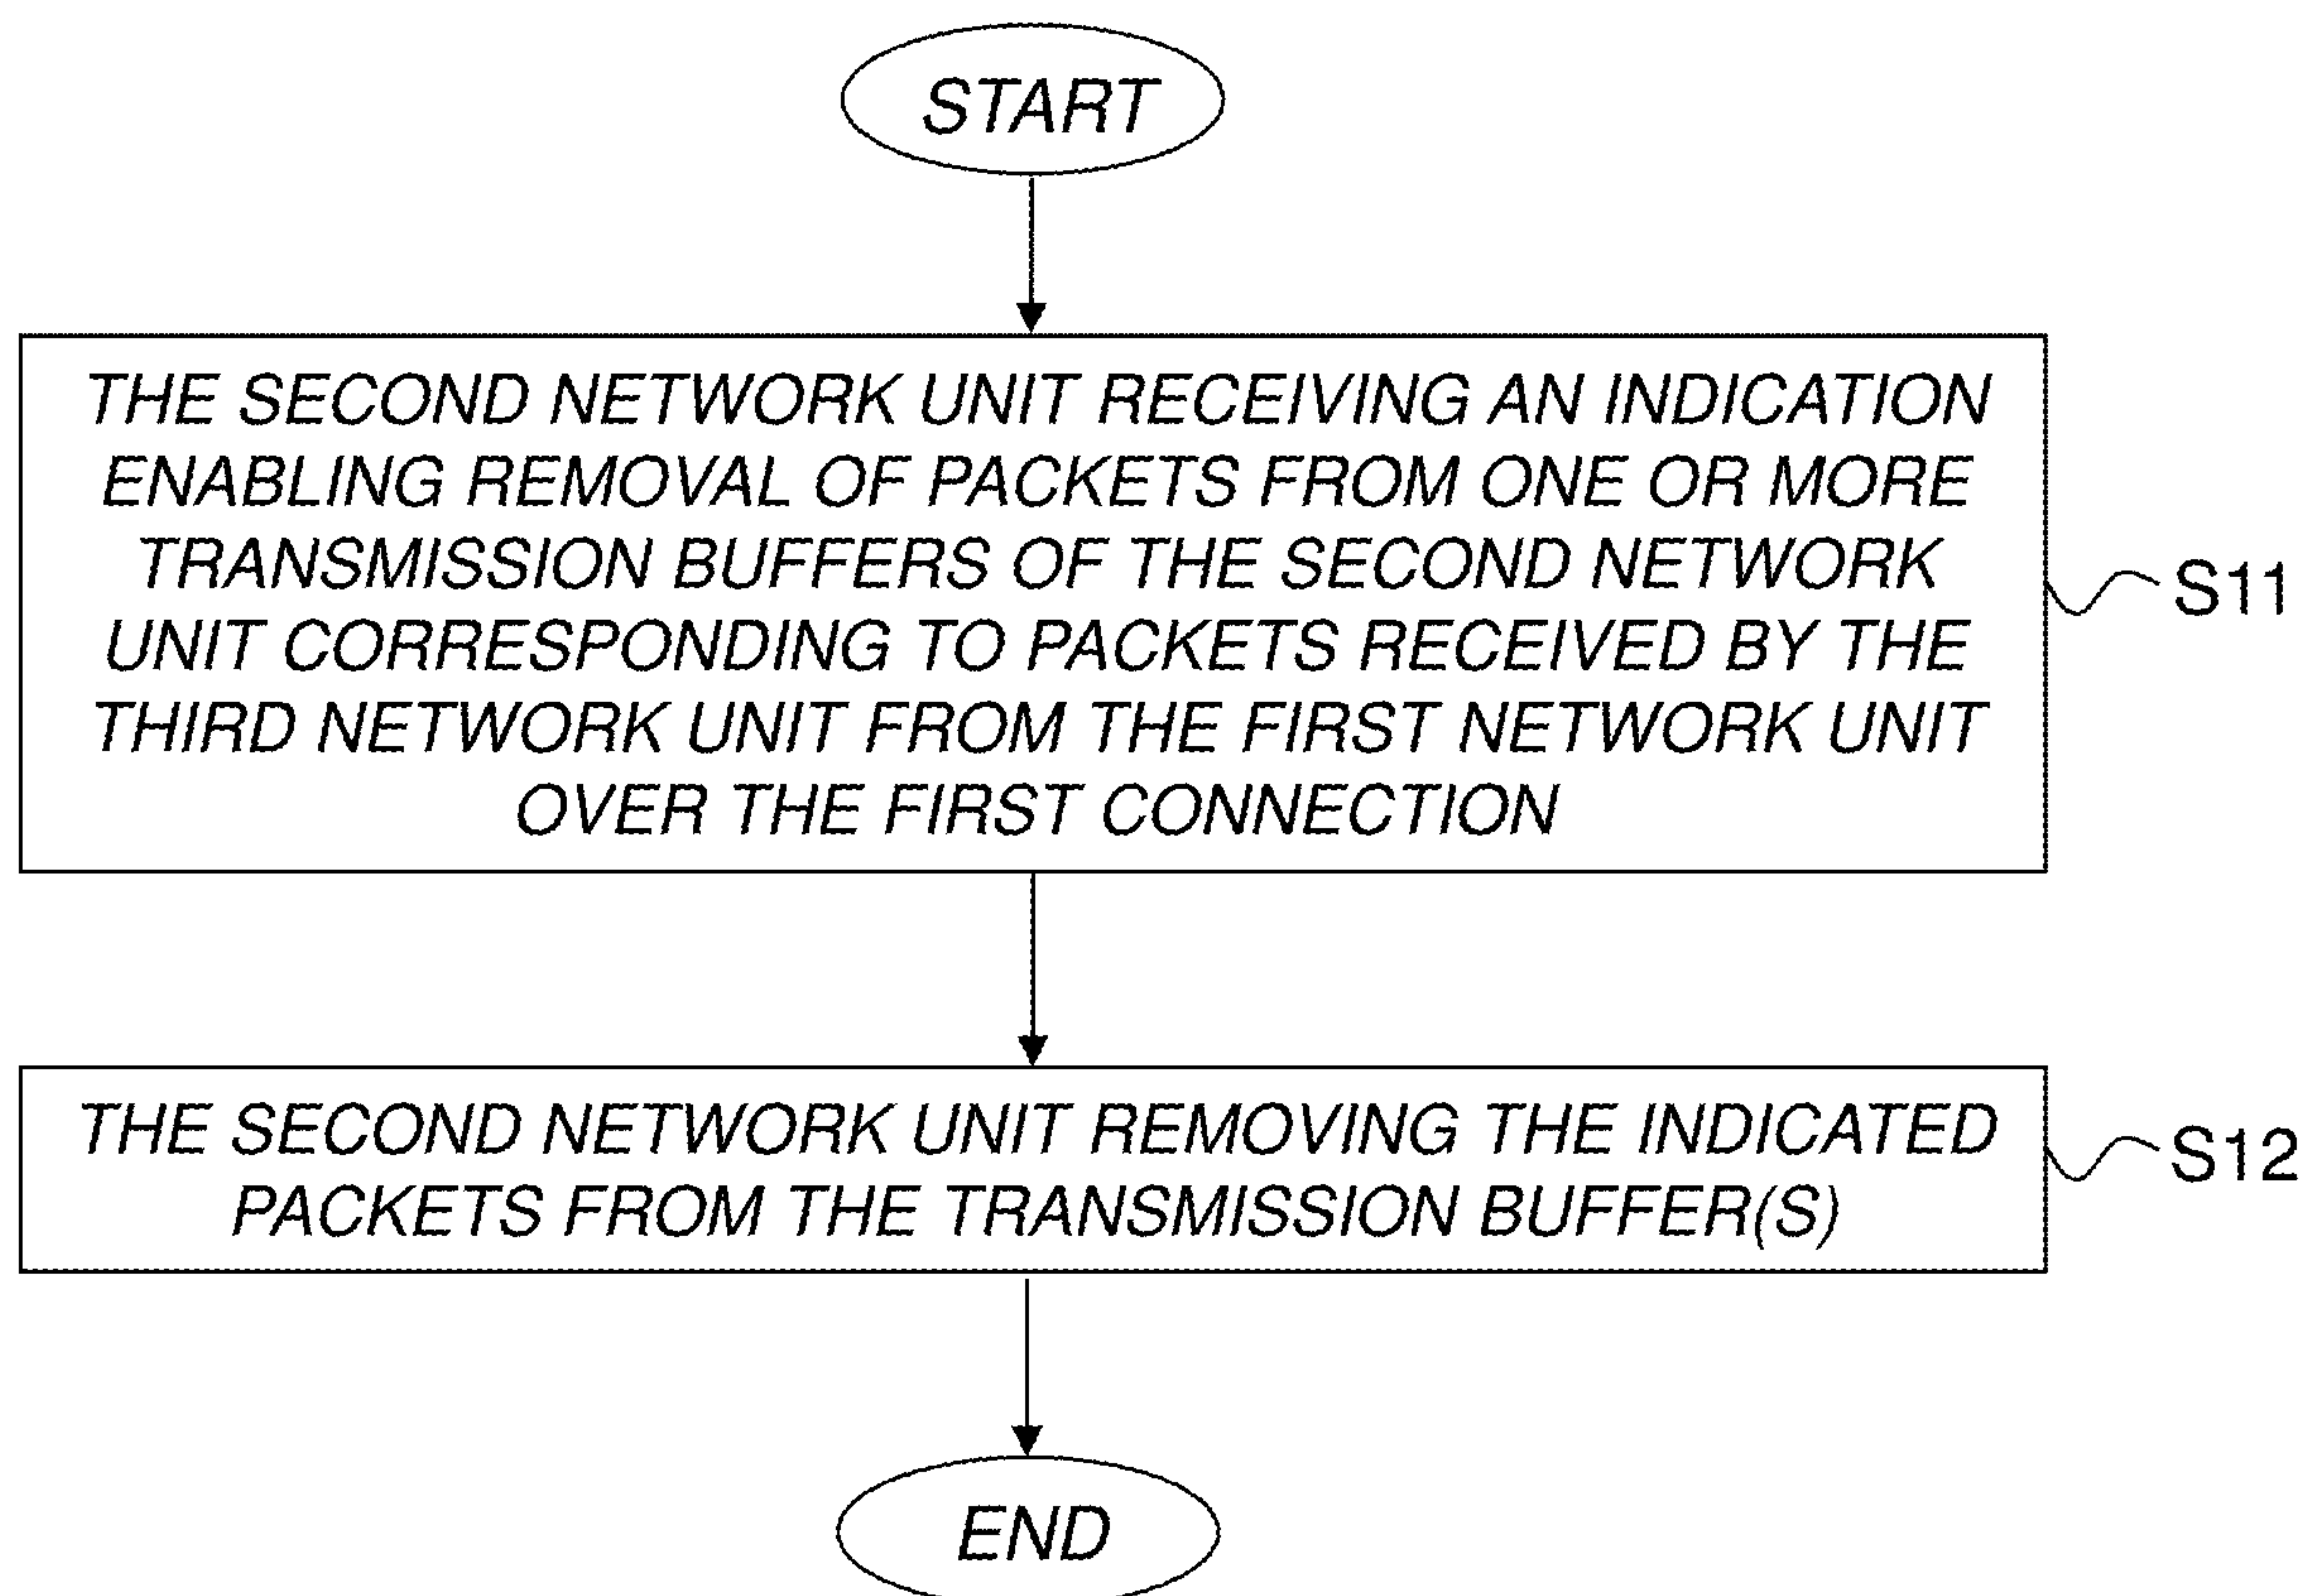 START
THE SECOND NETWORK UNIT RECEIVING AN INDICATION
ENABLING REMOVAL OF PACKETS FROM ONE OR MORE
TRANSMISSION BUFFERS OF THE SECOND NETWORK
UNIT CORRESPONDING TO PACKETS RECEIVED BY THE
THIRD NETWORK UNIT FROM THE FIRST NETWORK UNIT
OVER THE FIRST CONNECTION
S11
THE SECOND NETWORK UNIT REMOVING THE INDICATED
PACKETS FROM THE TRANSMISSION BUFFER(S)
S12
END